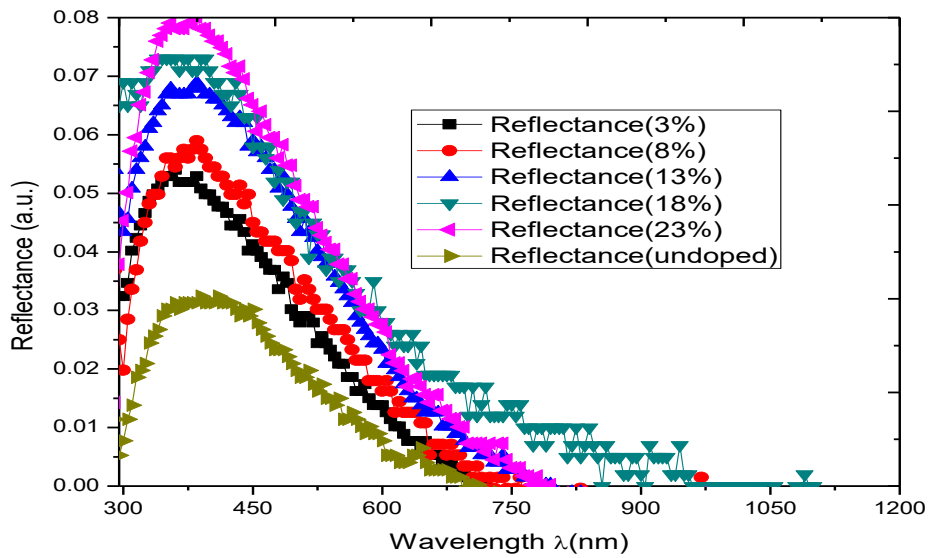 0.08
0.07
0.06
0.05
0.04
0.03
0.02
0.01
0.00
Reflectance (a.u.)
Reflectance(3%)
Reflectance(8%)
Reflectance(13%)
Reflectance(18%)
Reflectance(23%)
Reflectance(undoped)
300 450 600 750 900 1050 1200
Wavelength λ(nm)